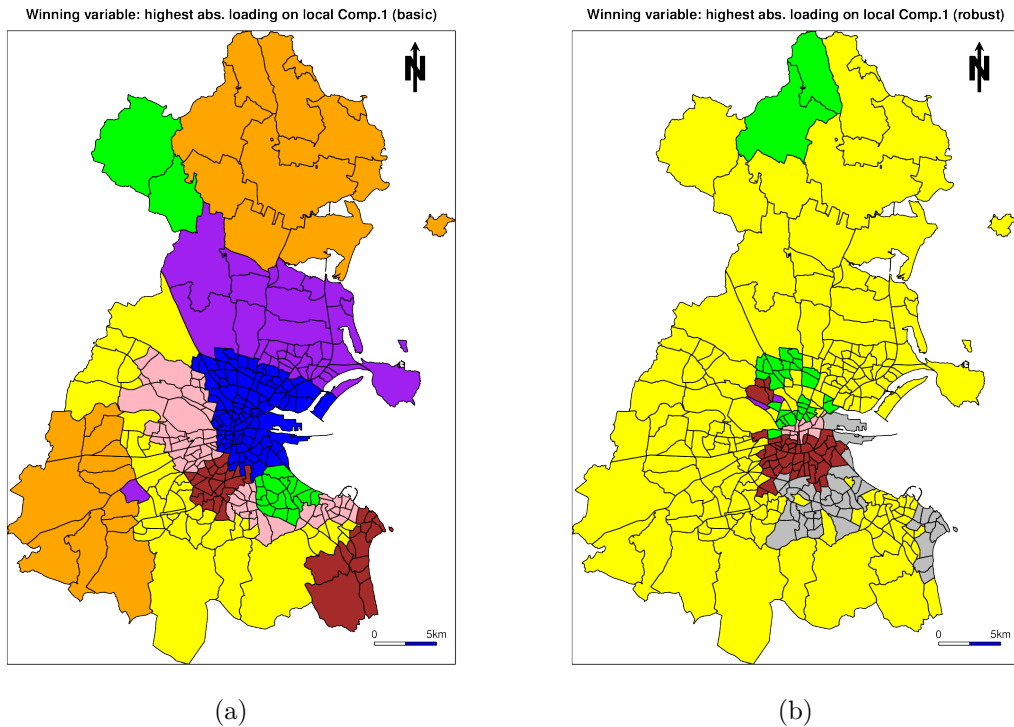 Winning variable: highest abs. loading on local Comp.1 (basic)
Winning variable: highest abs. loading on local Comp.1 (robust)
N
N
0 5km
0 5km
(a)
(b)